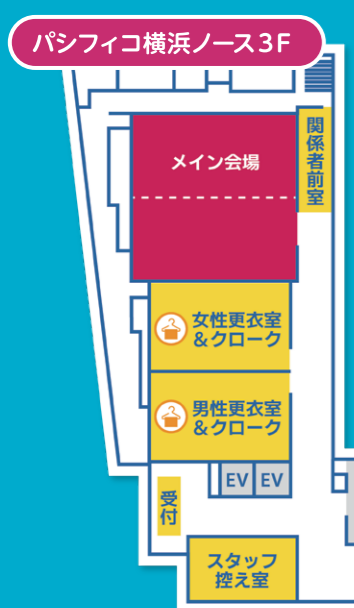 パシフィコ横浜ノース3F
メイン会場
関係者前室
女性更衣室
&クローク
男性更衣室
&クローク
EV EV
受付
スタッフ
控え室